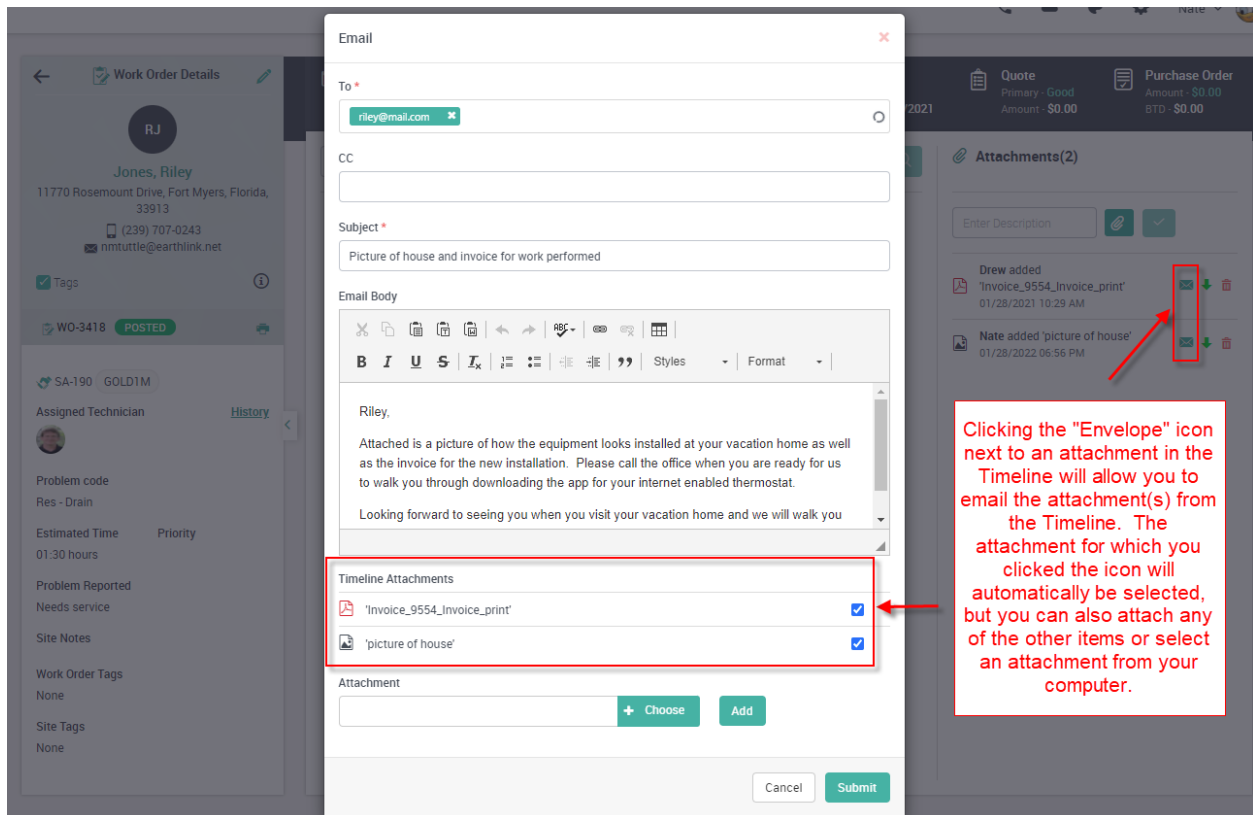 Nate
Work Order Details
RJ
Jones, Riley
11770 Rosemount Drive, Fort Myers, Florida,
33913
(239) 707-0243
nmtuttle@earthlink.net
Tags
WO-3418 POSTED
SA-190 GOLD1M
Assigned Technician History
Problem code
Res - Drain
Estimated Time Priority
01:30 hours
Problem Reported
Needs service
Site Notes
Work Order Tags
None
Site Tags
None
Email
To *
riley@mail.com
CC
Subject *
Picture of house and invoice for work performed
Email Body
ABC
B I U S Ix Styles Format
Riley,
Attached is a picture of how the equipment looks installed at your vacation home as well
as the invoice for the new installation. Please call the office when you are ready for us
to walk you through downloading the app for your internet enabled thermostat.
Looking forward to seeing you when you visit your vacation home and we will walk you
Timeline Attachments
'Invoice_9554_Invoice_print'
'picture of house'
Attachment
+ Choose Add
Cancel Submit
/2021
Quote
Primary - Good
Amount - $0.00
Purchase Order
Amount - $0.00
BTD - $0.00
Attachments(2)
Enter Description
Drew added
'Invoice_9554_Invoice_print'
01/28/2021 10:29 AM
Nate added 'picture of house'
01/28/2022 06:56 PM
Clicking the "Envelope" icon
next to an attachment in the
Timeline will allow you to
email the attachment(s) from
the Timeline. The
attachment for which you
clicked the icon will
automatically be selected,
but you can also attach any
of the other items or select
an attachment from your
computer.